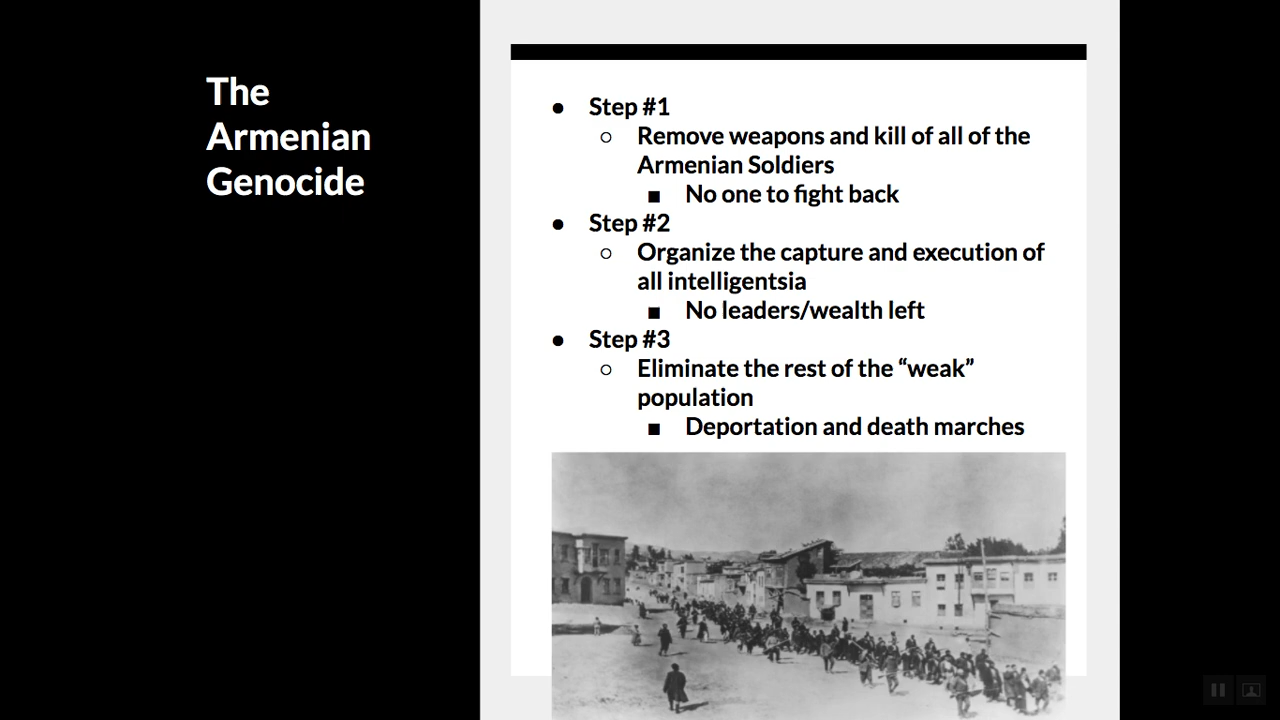 The
Armenian
Genocide
● Step #1
○ Remove weapons and kill of all of the
Armenian Soldiers
■ No one to fight back
● Step #2
○ Organize the capture and execution of
all intelligentsia
■ No leaders/wealth left
● Step #3
○ Eliminate the rest of the “weak”
population
■ Deportation and death marches